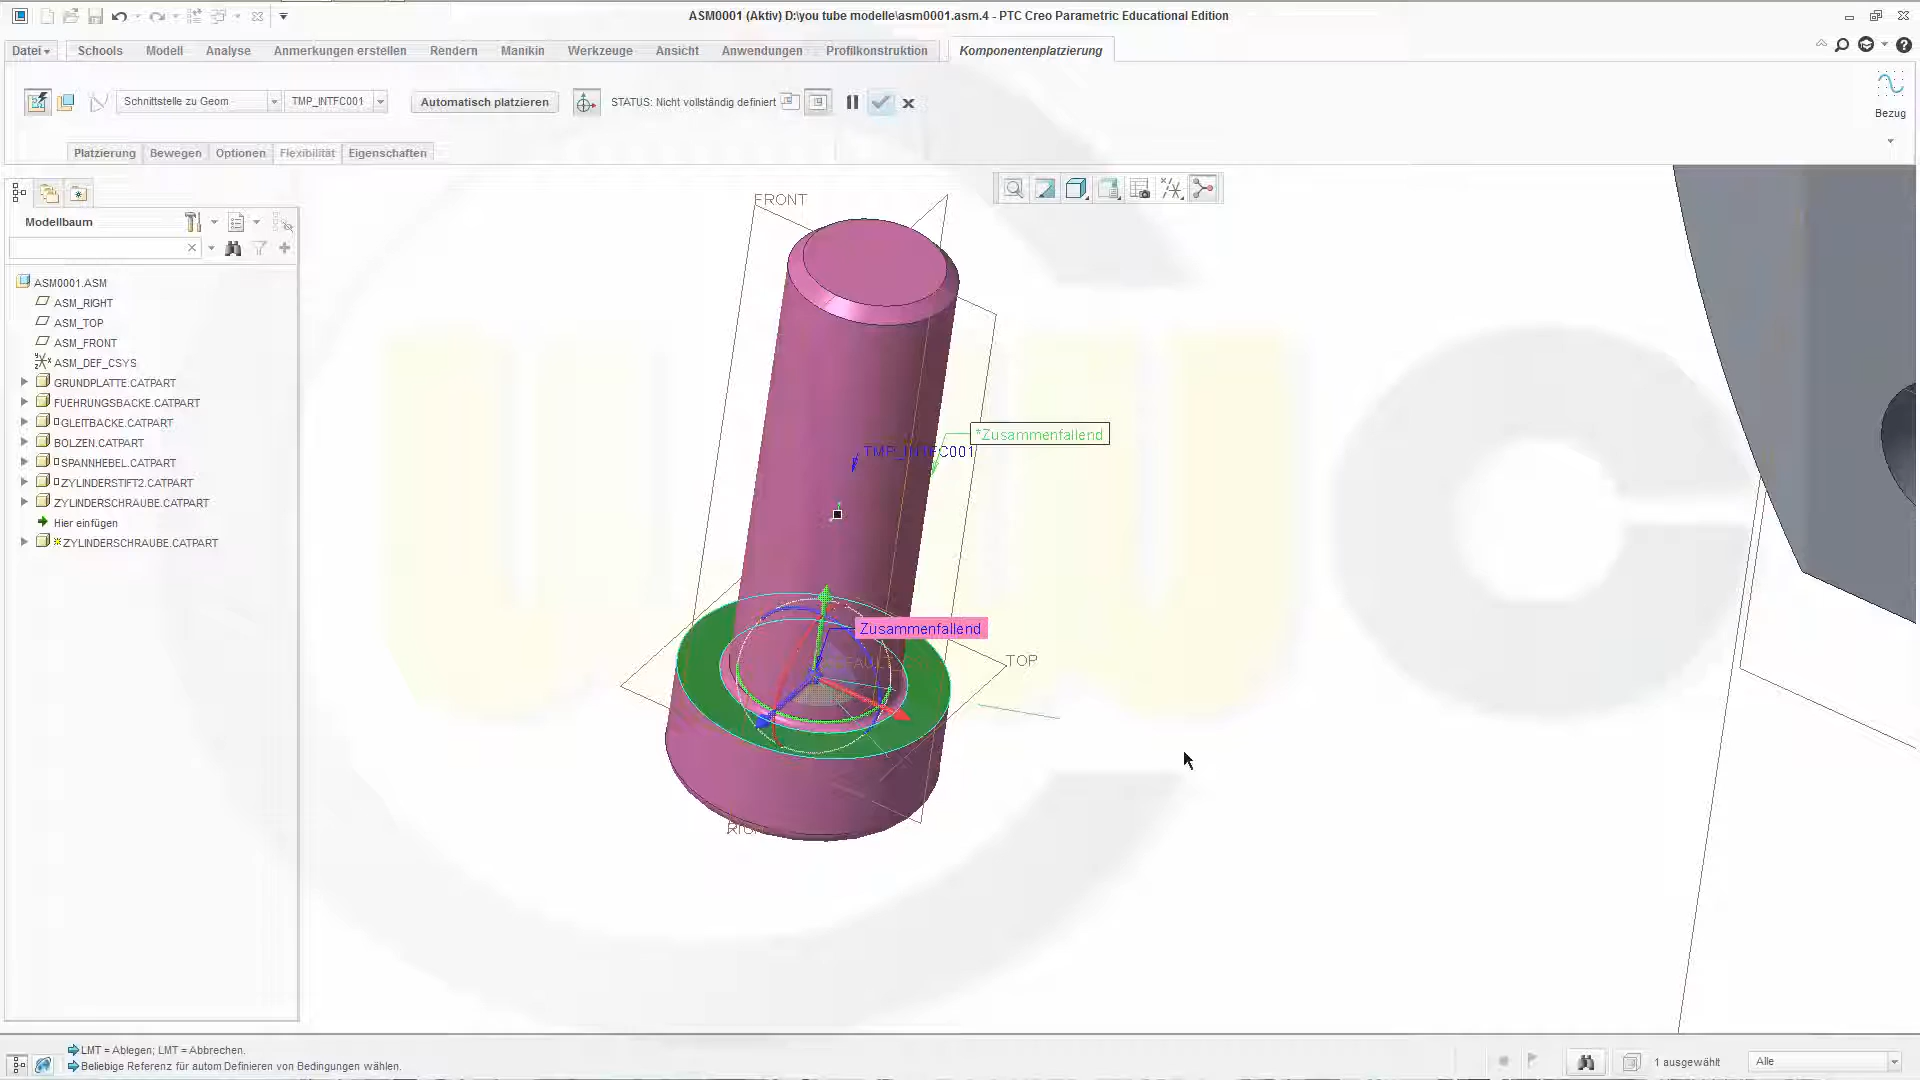 ASM0001 (Aktiv) D:\you tube modelle\asm0001.asm.4 - PTC Creo Parametric Educational Edition
Datei Schools Modell Analyse Anmerkungen erstellen Rendern Manikin Werkzeuge Ansicht Anwendungen Profilkonstruktion Komponentenplatzierung
Schnittstelle zu Geom TMP_INTFC001 Automatisch platzieren STATUS: Nicht vollständig definiert
Bezug
Platzierung Bewegen Optionen Flexibilität Eigenschaften
Modellbaum
ASM0001.ASM
ASM_RIGHT
ASM_TOP
ASM_FRONT
ASM_DEF_CSYS
GRUNDPLATTE.CATPART
FUEHRUNGSBACKE.CATPART
GLEITBACKE.CATPART
BOLZEN.CATPART
SPANNHEBEL.CATPART
ZYLINDERSTIFT2.CATPART
ZYLINDERSCHRAUBE.CATPART
Hier einfügen
ZYLINDERSCHRAUBE.CATPART
FRONT
*Zusammenfallend
TMP_INTFC001
Zusammenfallend
TOP
LMT = Ablegen; LMT = Abbrechen.
Beliebige Referenz für autom Definieren von Bedingungen wählen.
1 ausgewählt
Alle